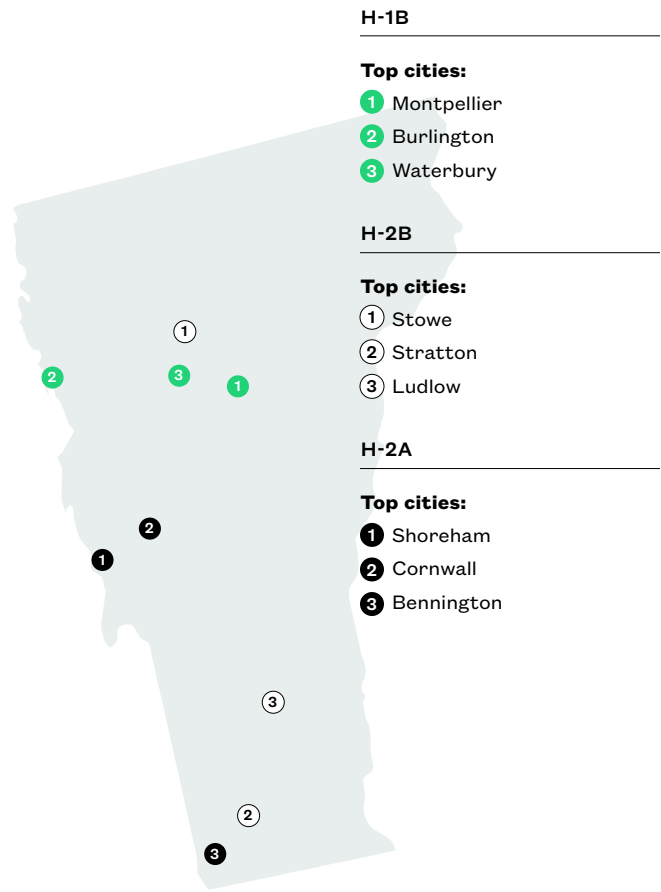 H-1B
Top cities:
1 Montpellier
2 Burlington
3 Waterbury
H-2B
Top cities:
1 Stowe
2 Stratton
3 Ludlow
H-2A
Top cities:
1 Shoreham
2 Cornwall
3 Bennington
1
2
3
1
2
1
3
2
3